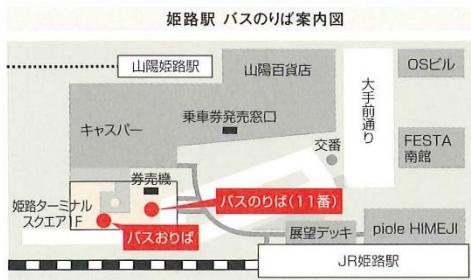 姫路駅 バスのりば案内図
山陽姫路駅
山陽百貨店
大手前通り
OSビル
キャスパー
乗車券発売窓口
交番
FESTA
南館
券売機
バスのりば(11番)
姫路ターミナル
スクエア1F
バスおりば
展望デッキ
piole HIMEJI
JR姫路駅